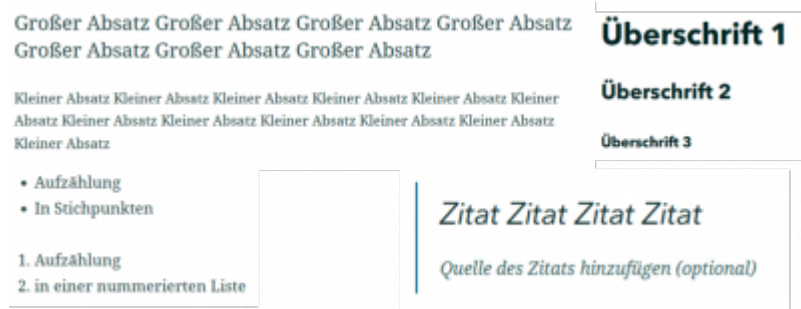 Großer Absatz Großer Absatz Großer Absatz Großer Absatz
Großer Absatz Großer Absatz Großer Absatz
Kleiner Absatz Kleiner Absatz Kleiner Absatz Kleiner Absatz Kleiner Absatz Kleiner
Absatz Kleiner Absatz Kleiner Absatz Kleiner Absatz Kleiner Absatz Kleiner Absatz
Kleiner Absatz
• Aufzählung
• In Stichpunkten
1. Aufzählung
2. in einer nummerierten Liste
Überschrift 1
Überschrift 2
Überschrift 3
Zitat Zitat Zitat Zitat
Quelle des Zitats hinzufügen (optional)